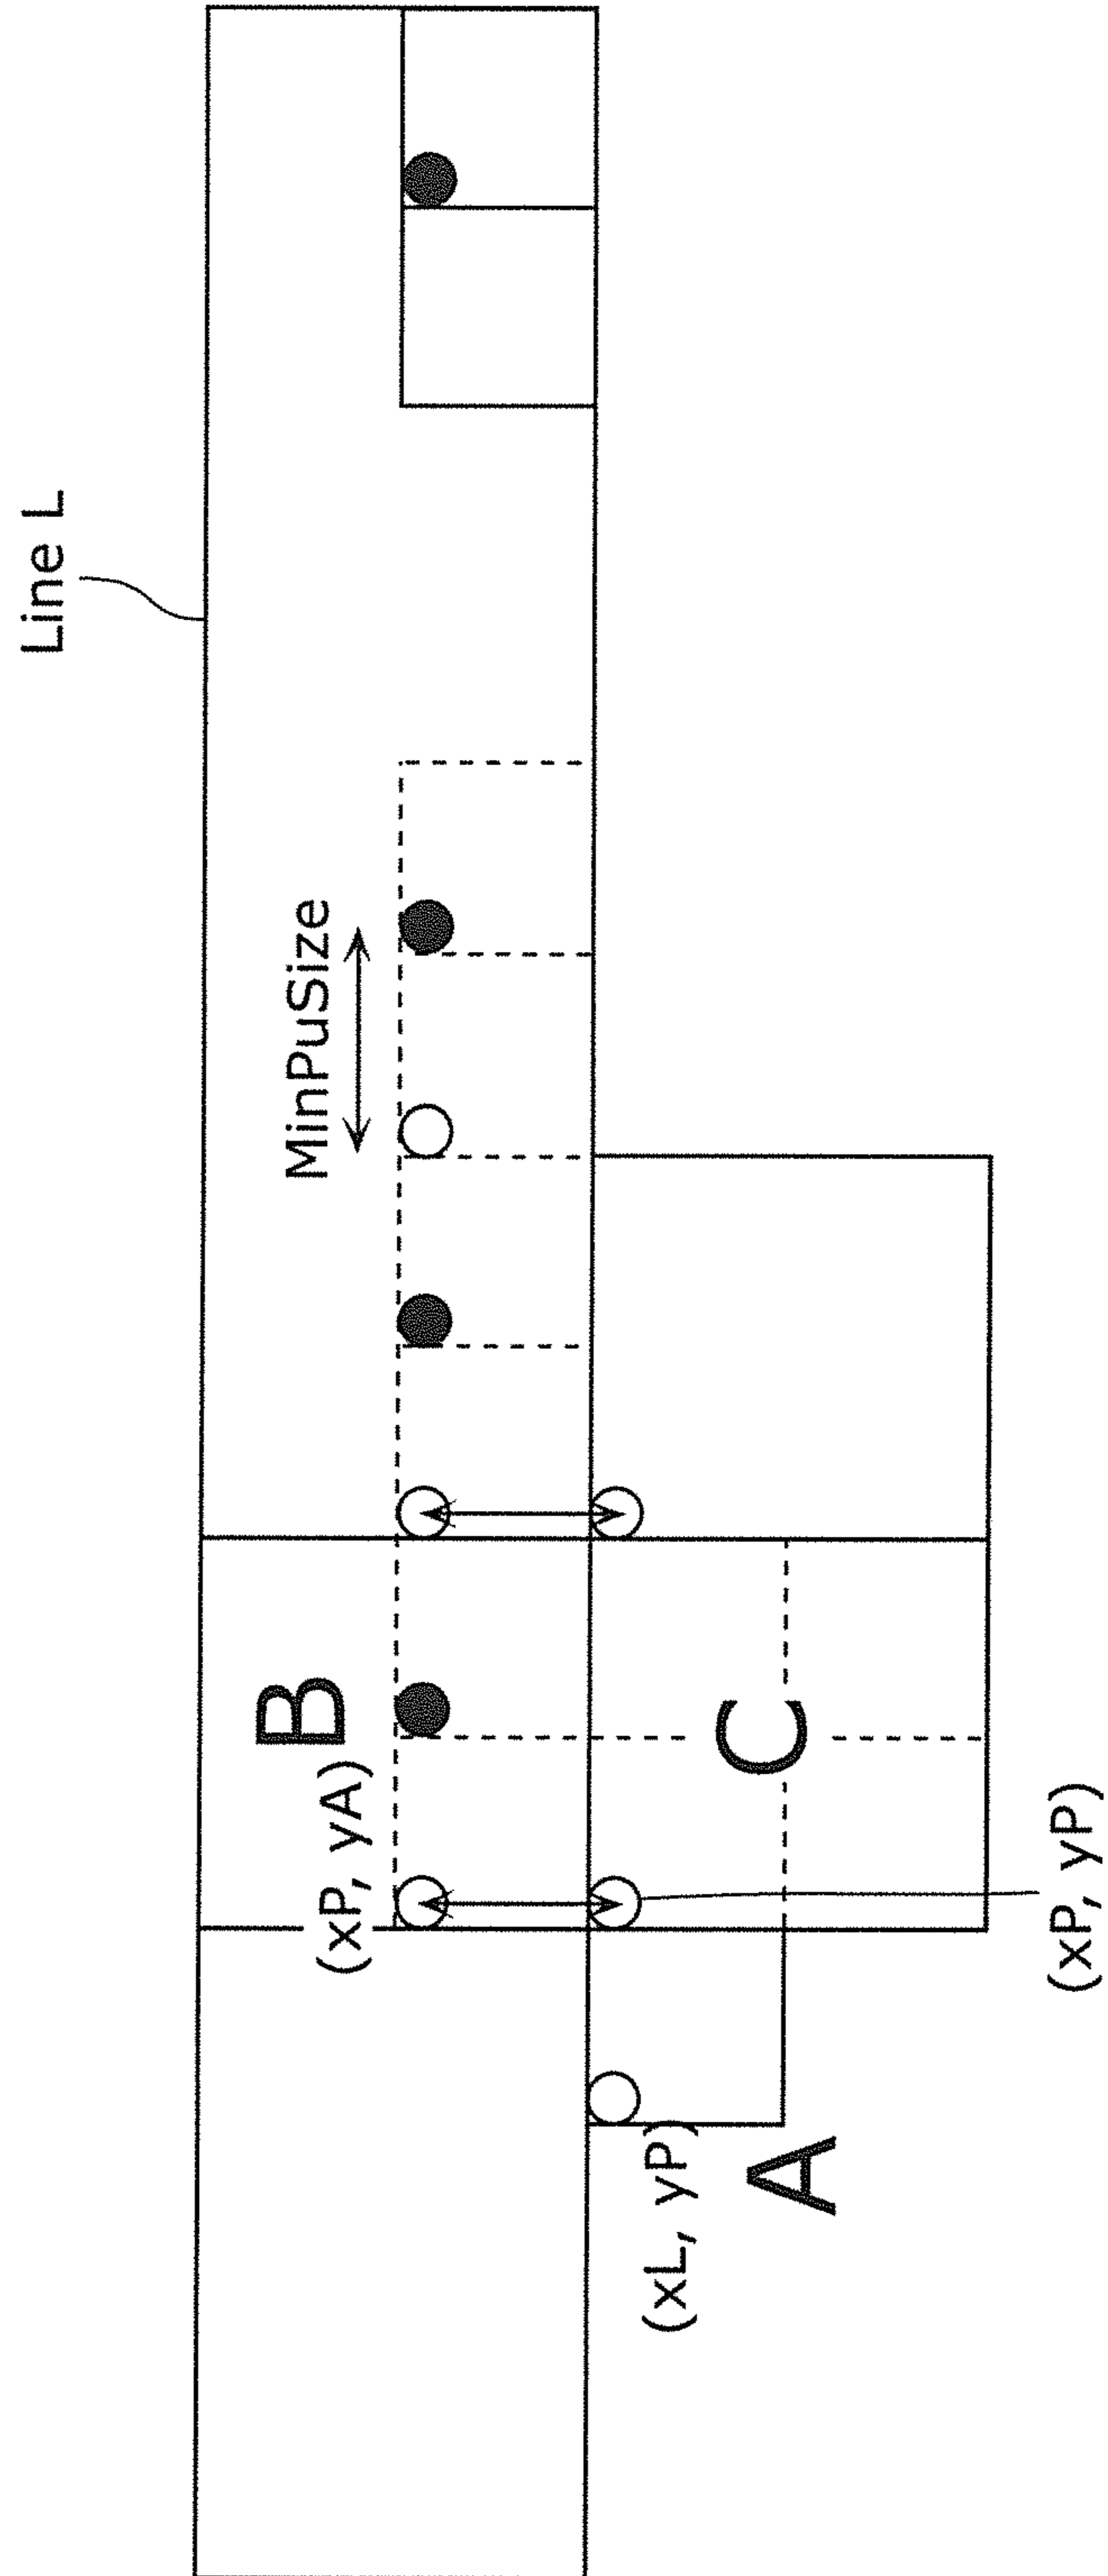 Line L
MinPuSize
B
(xP, yA)
C
(xP, yP)
(xL, yP)
A